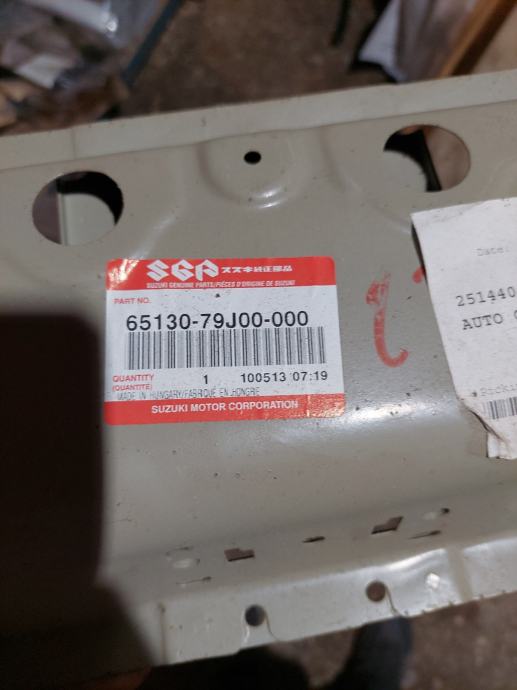 SGP スズキ純正部品
SUZUKI GENUINE PARTS/PIÈCES D'ORIGINE DE SUZUKI
PART NO.
65130-79J00-000
QUANTITY 1 100513 07:19
(QUANTITÉ)
MADE IN HUNGARY/FABRIQUÉ EN HONGRIE
SUZUKI MOTOR CORPORATION
Date:
251440
AUTO